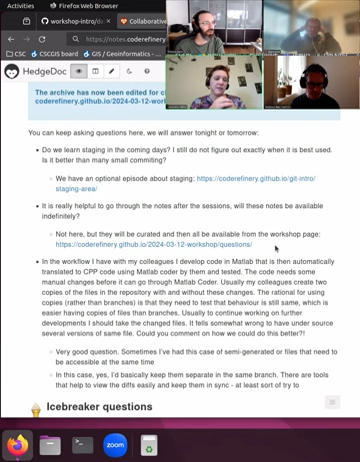 Activities
Firefox Web Browser
workshop-intro/d
Collaborative
https://notes.coderefinery
CSC
CSCGIS board
GIS / Geoinformatics -
HedgeDoc
The archive has now been edited for c
coderefinery.github.io/2024-03-12-wor
You can keep asking questions here, we will answer tonight or tomorrow:
Do we learn staging in the coming days? I still do not figure out exactly when it is best used.
Is it better than many small commiting?
We have an optional episode about staging: https://coderefinery.github.io/git-intro/
staging-area/
It is really helpful to go through the notes after the sessions, will these notes be available
indefinitely?
Not here, but they will be curated and then all be available from the workshop page:
https://coderefinery.github.io/2024-03-12-workshop/questions/
In the workflow I have with my colleagues I develop code in Matlab that is then automatically
translated to CPP code using Matlab coder by them and tested. The code needs some
manual changes before it can go through Matlab Coder. Usually my colleagues create two
copies of the files in the repository with and without these changes. The rational for using
copies (rather than branches) is that they need to test that behaviour is still same, which is
easier having copies of files than branches. Usually to continue working on further
developments I should take the changed files. It fells somewhat wrong to have under source
several versions of same file. Could you comment on how we could do this better?!
Very good question. Sometimes I've had this case of semi-generated or files that need to
be accessible at the same time
In this case, yes, I'd basically keep them separate in the same branch. There are tools
that help to view the diffs easily and keep them in sync - at least sort of try to
Icebreaker questions
zoom